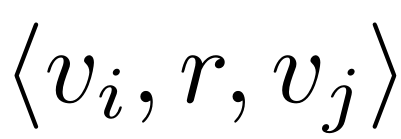 ⟨v_i, r, v_j⟩